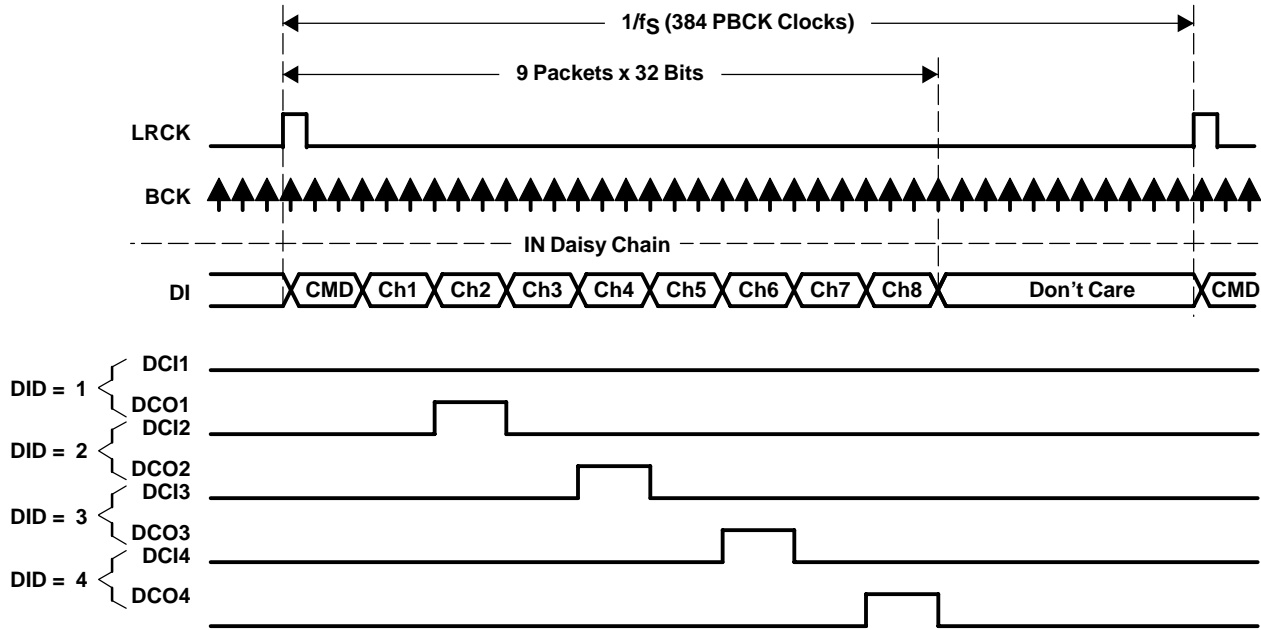 1/fS (384 PBCK Clocks)
9 Packets x 32 Bits
LRCK
BCK
IN Daisy Chain
DI CMD Ch1 Ch2 Ch3 Ch4 Ch5 Ch6 Ch7 Ch8 Don't Care CMD
DCI1
DID = 1
DCO1
DCI2
DID = 2
DCO2
DCI3
DID = 3
DCO3
DCI4
DID = 4
DCO4